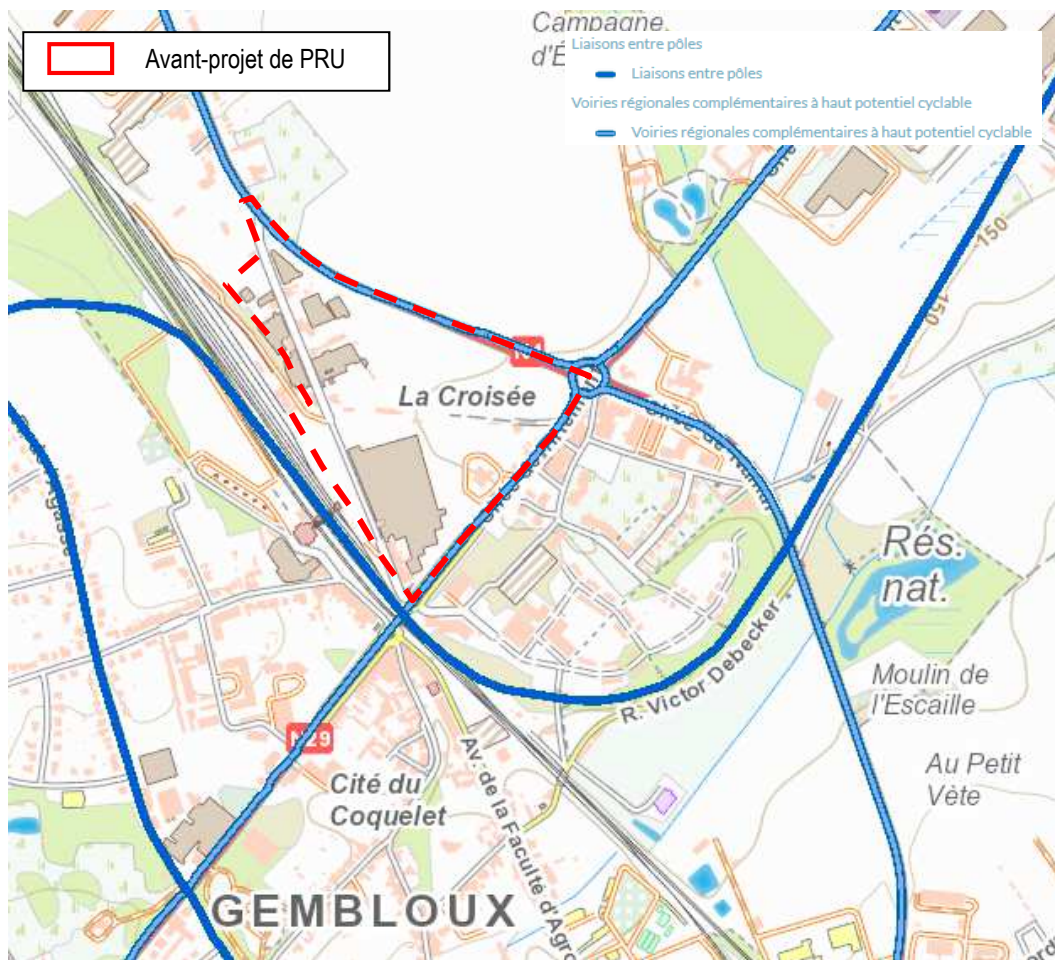 Avant-projet de PRU
Campagne
d'É
Liaisons entre pôles
Liaisons entre pôles
Voiries régionales complémentaires à haut potentiel cyclable
Voiries régionales complémentaires à haut potentiel cyclable
150
150
La Croisée
Rés.
nat.
R. Victor Debecker
Moulin de
l'Escaille
N29
Cité du
Coquelet
Av. de la Faculté d'Agro
Au Petit
Vète
GEMBLOUX